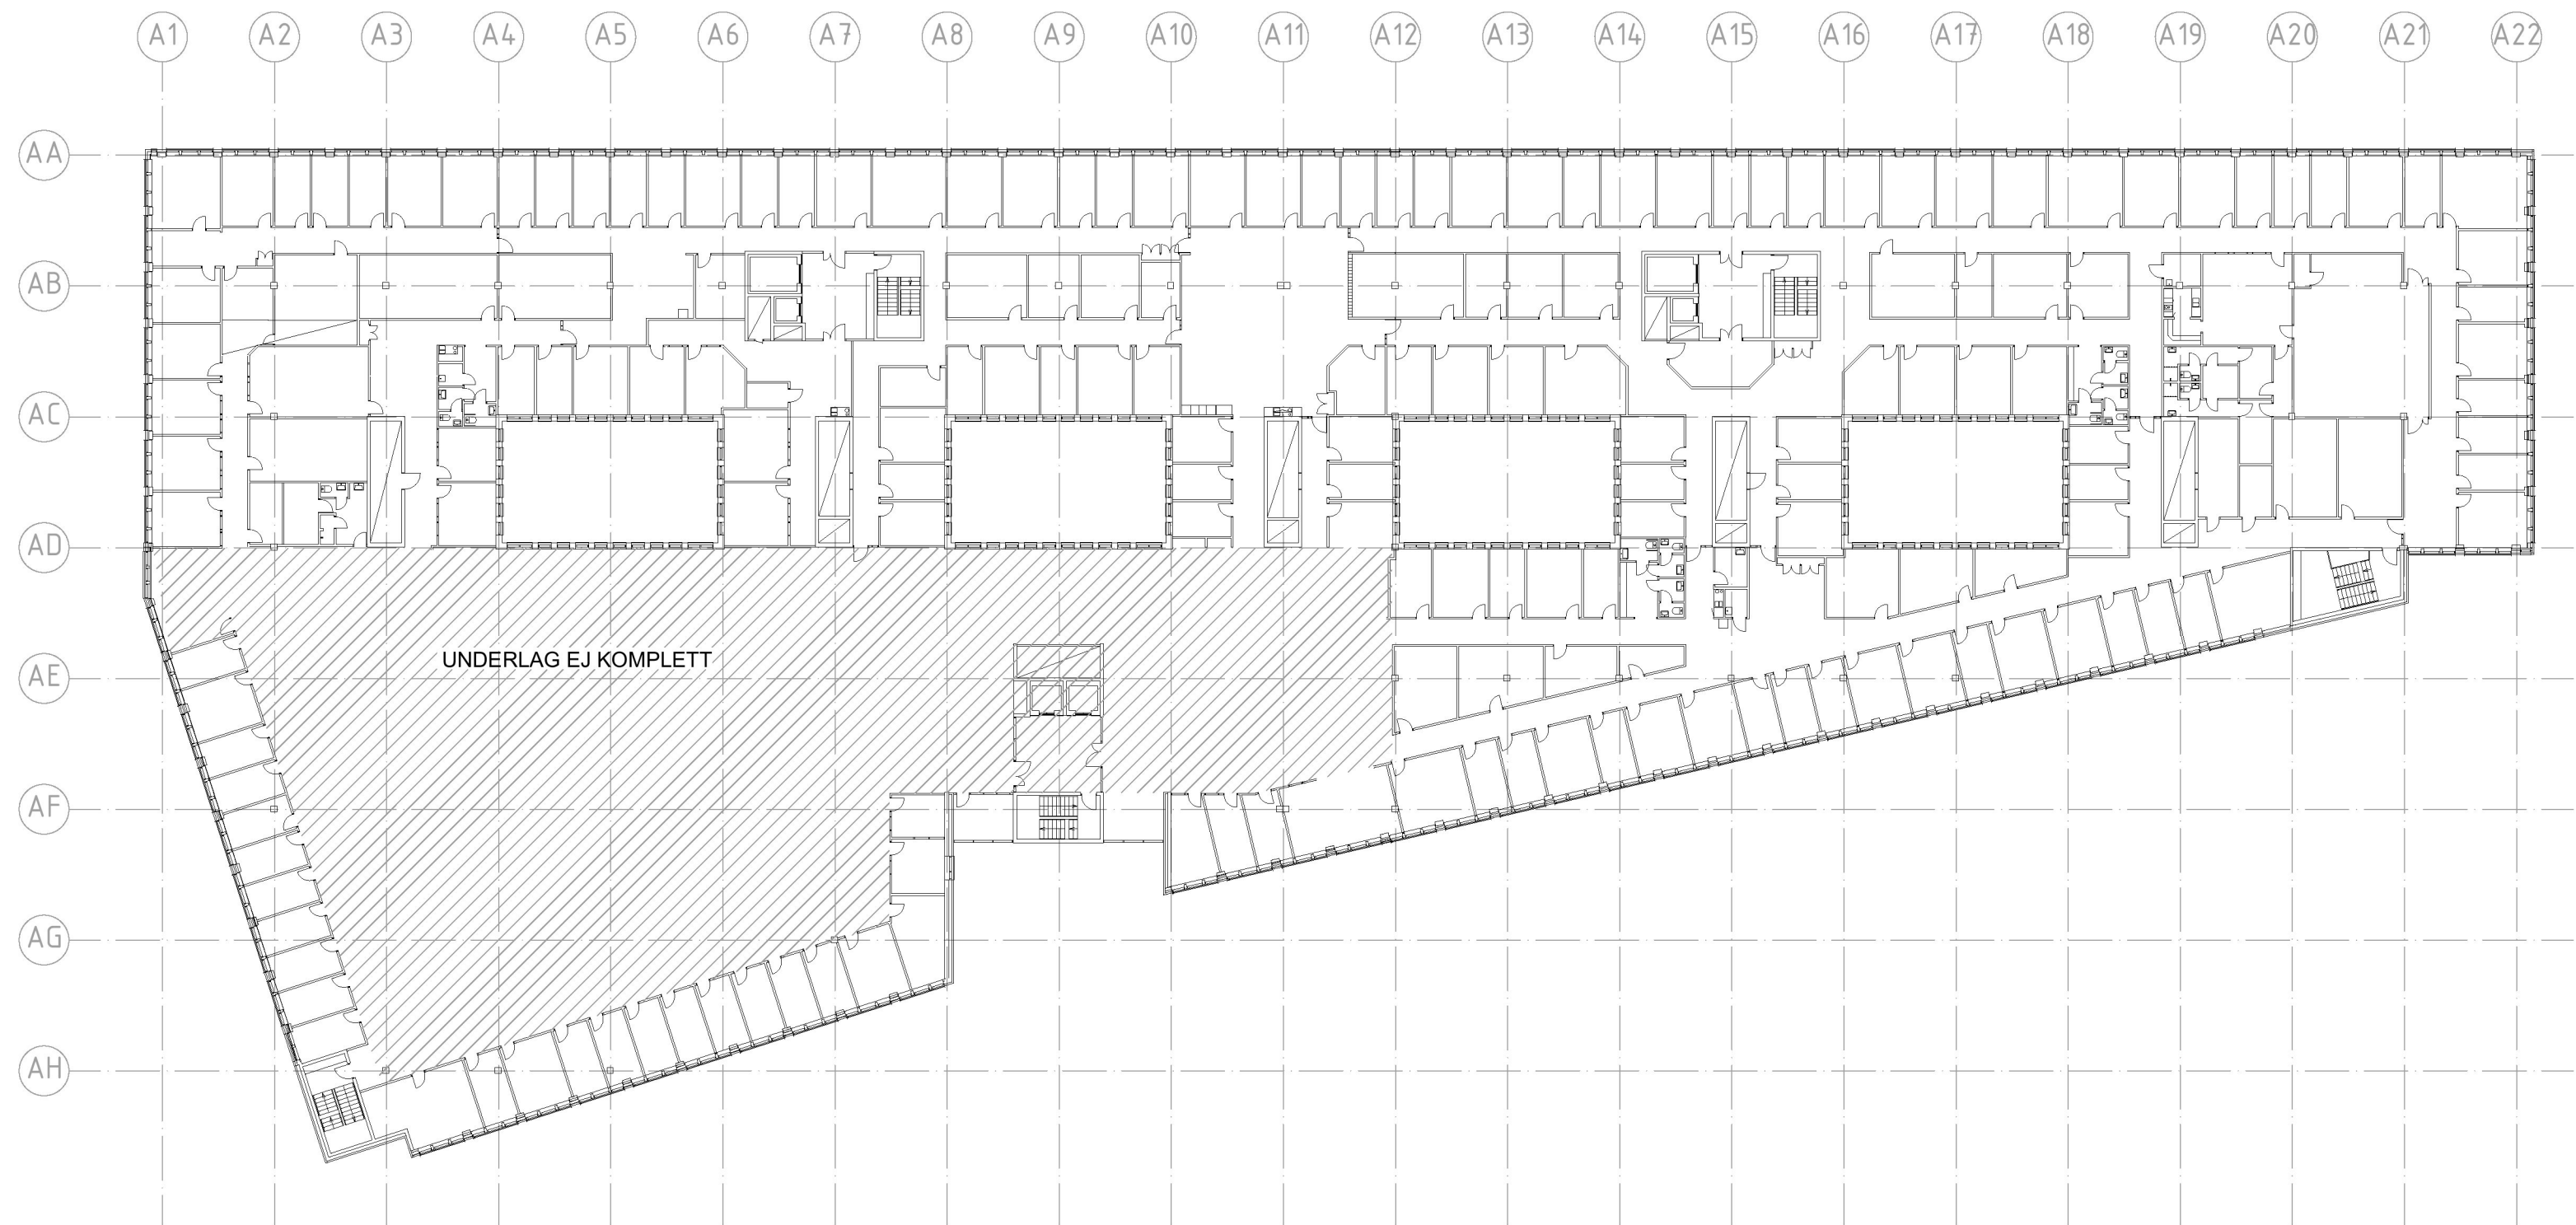 A1 A2 A3 A4 A5 A6 A7 A8 A9 A10 A11 A12 A13 A14 A15 A16 A17 A18 A19 A20 A21 A22
AA
AB
AC
AD
UNDERLAG EJ KOMPLETT
AE
AF
AG
AH